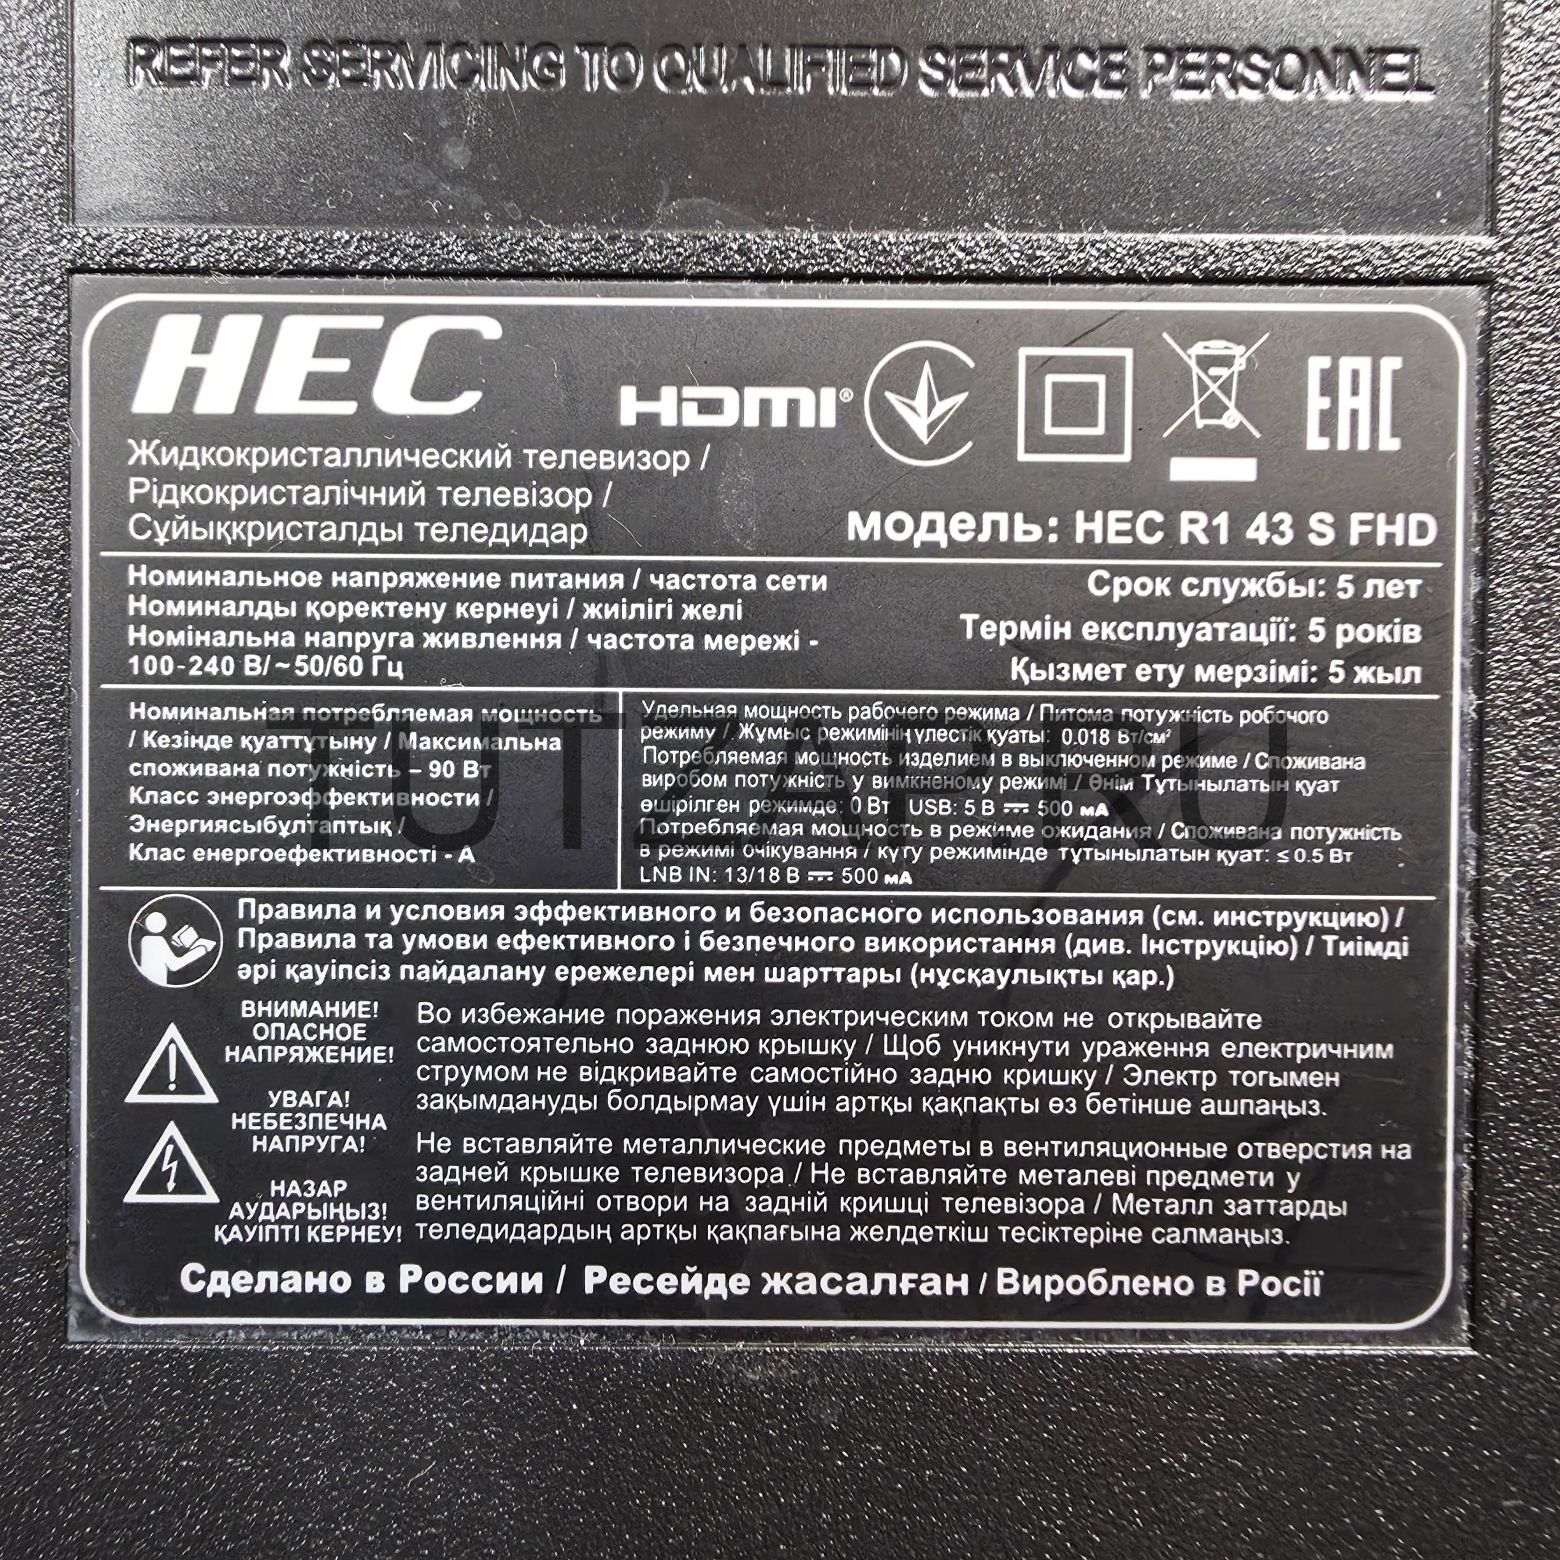 REFER SERVICING TO QUALIFIED SERVICE PERSONNEL
HEC
HDMI®
EAC
Жидкокристаллический телевизор /
Рідкокристалічний телевізор /
Сұйыққристалды теледидар
модель: HEC R1 43 S FHD
Номинальное напряжение питания / частота сети
Номиналды қоректену кернеуі / жиілігі желі
Номінальна напруга живлення / частота мережі -
100-240 В/ ~ 50/60 Гц
Срок службы: 5 лет
Термін експлуатації: 5 років
Қызмет ету мерзімі: 5 жыл
Номинальная потребляемая мощность
/ Кезінде қуаттұтыну / Максимальна
споживана потужність – 90 Вт
Класс энергоэффективности /
Энергиясыбұлтаптық /
Клас енергоефективності - А
Удельная мощность рабочего режима / Питома потужність робочого
режиму / Жұмыс режимінің үлестік қуаты: 0.018 Вт/см²
Потребляемая мощность изделием в выключенном режиме / Споживана
виробом потужність у вимкненому режимі / Өнім Тұтынылатын қуат
өшірілген режимде: 0 Вт USB: 5 В ⎓ 500 мА
Потребляемая мощность в режиме ожидания / Споживана потужність
в режимі очікування / күту режимінде тұтынылатын қуат: ≤ 0.5 Вт
LNB IN: 13/18 В ⎓ 500 мА
Правила и условия эффективного и безопасного использования (см. инструкцию) /
Правила та умови ефективного і безпечного використання (див. Інструкцію) / Тиімді
әрі қауіпсіз пайдалану ережелері мен шарттары (нұсқаулықты қар.)
ВНИМАНИЕ!
ОПАСНОЕ
НАПРЯЖЕНИЕ!
УВАГА!
НЕБЕЗПЕЧНА
НАПРУГА!
НАЗАР
АУДАРЫҢЫЗ!
ҚАУІПТІ КЕРНЕУ!
Во избежание поражения электрическим током не открывайте
самостоятельно заднюю крышку / Щоб уникнути ураження електричним
струмом не відкривайте самостійно задню кришку / Электр тогымен
зақымдануды болдырмау үшін артқы қақпақты өз бетінше ашпаңыз.
Не вставляйте металлические предметы в вентиляционные отверстия на
задней крышке телевизора / Не вставляйте металеві предмети у
вентиляційні отвори на задній кришці телевізора / Металл заттарды
теледидардың артқы қақпағына желдеткіш тесіктеріне салмаңыз.
Сделано в России / Ресейде жасалған / Вироблено в Росії
TUTZAP.RU